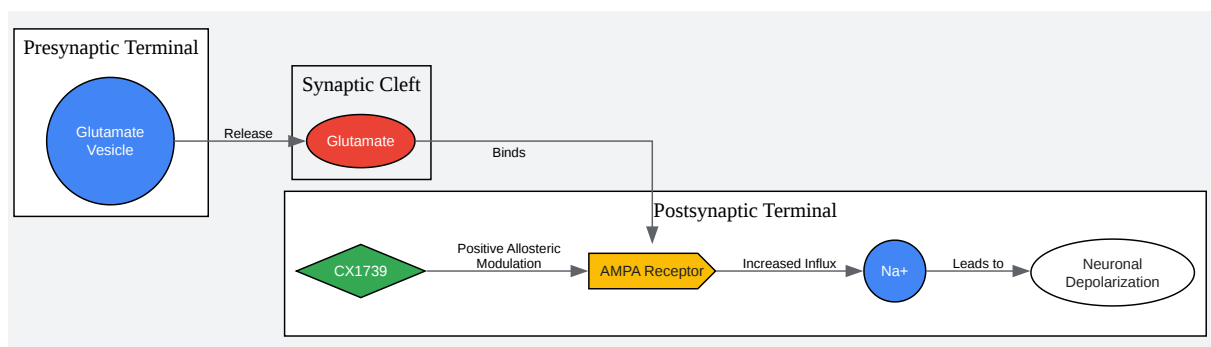 Presynaptic Terminal
Glutamate
Vesicle
Release
Synaptic Cleft
Glutamate
Binds
Postsynaptic Terminal
CX1739
Positive Allosteric
Modulation
AMPA Receptor
Increased Influx
Na+
Leads to
Neuronal
Depolarization